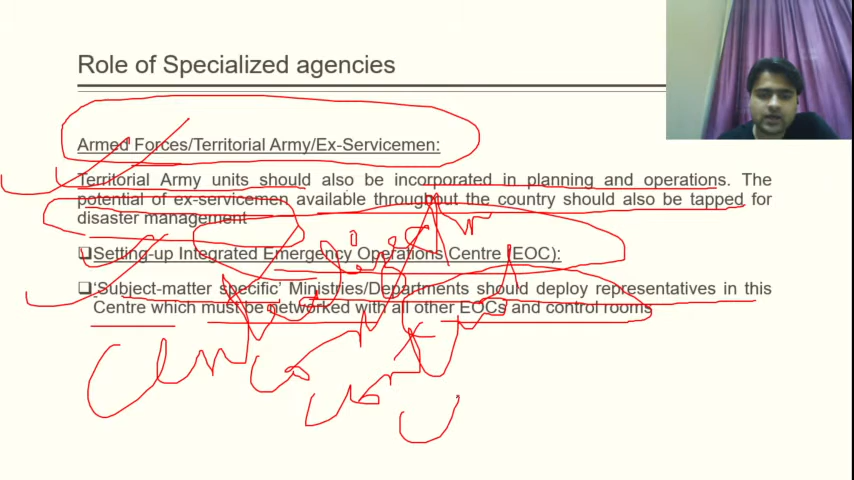 Role of Specialized agencies
Armed Forces/Territorial Army/Ex-Servicemen:
Territorial Army units should also be incorporated in planning and operations. The
potential of ex-servicemen available throughout the country should also be tapped for
disaster management
❑Setting-up Integrated Emergency Operations Centre (EOC):
❑'Subject-matter specific' Ministries/Departments should deploy representatives in this
Centre which must be networked with all other EOCs and control rooms